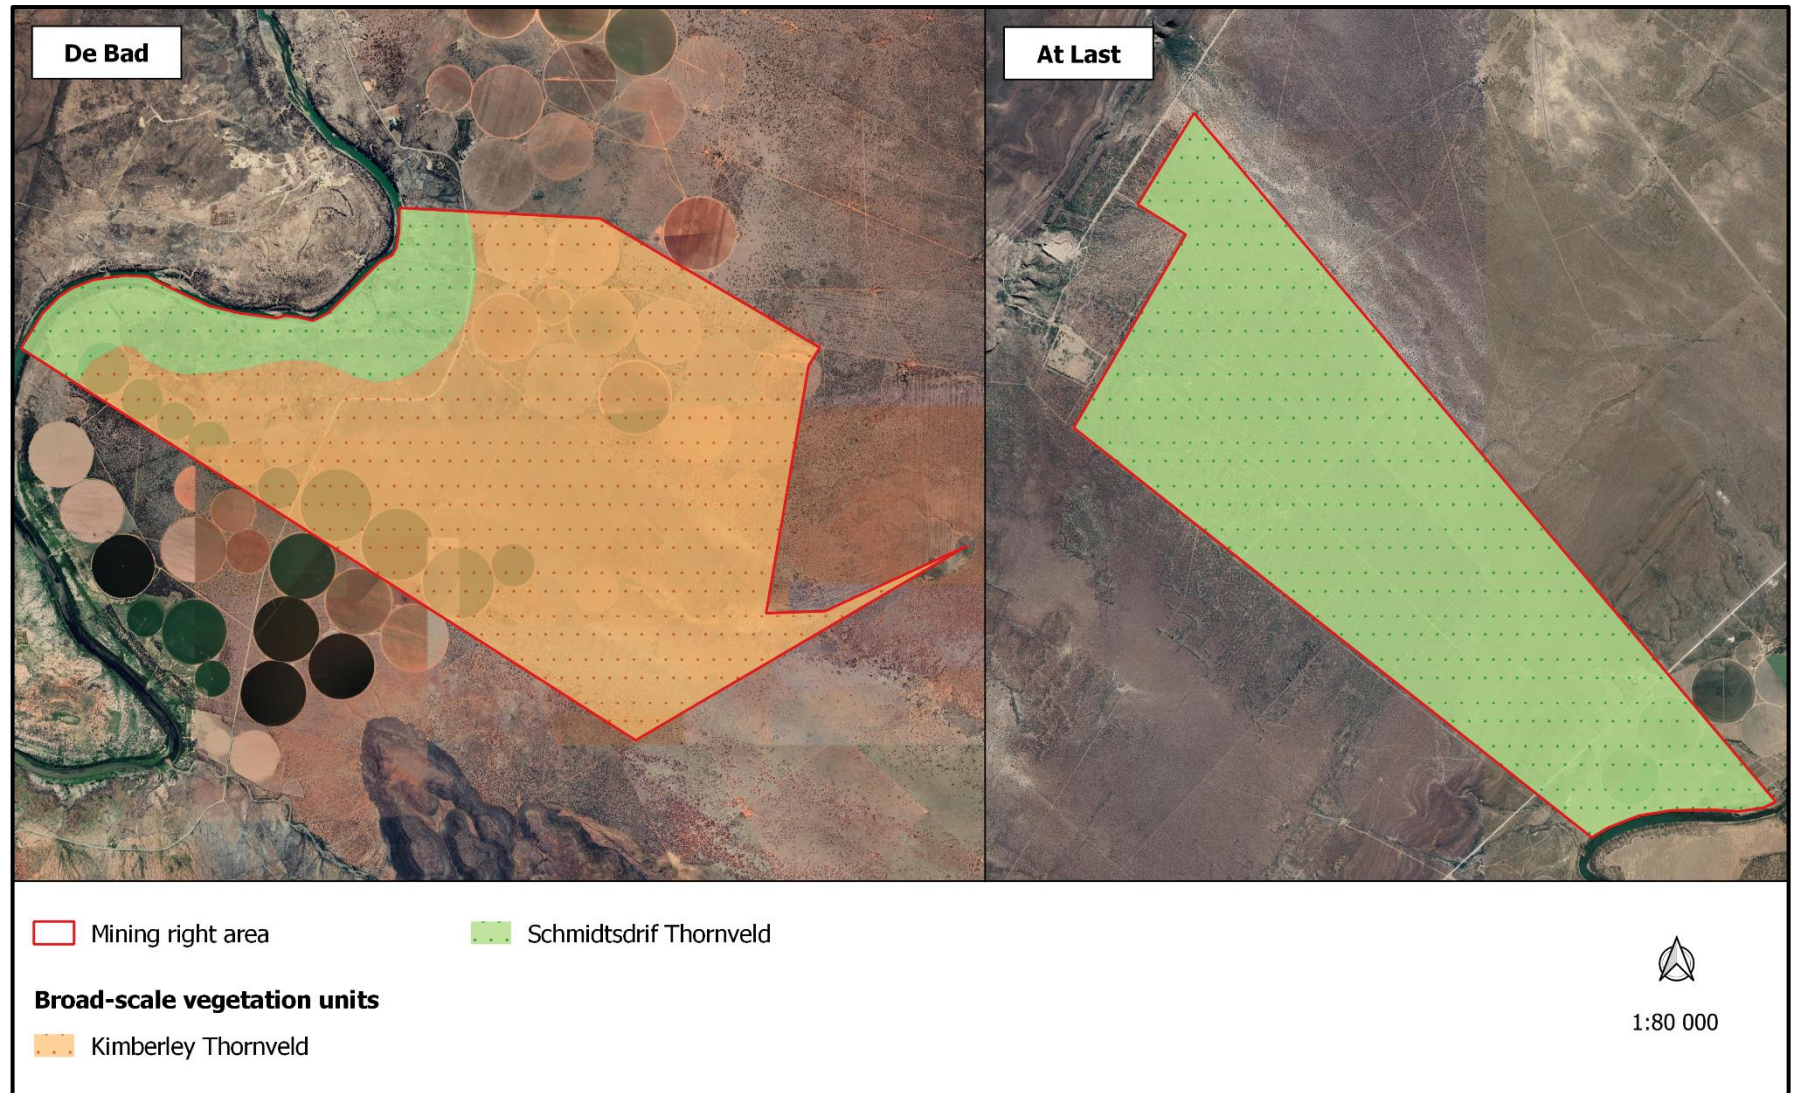 De Bad
At Last
Mining right area
Schmidtsdrif Thornveld
Broad-scale vegetation units
Kimberley Thornveld
1:80 000